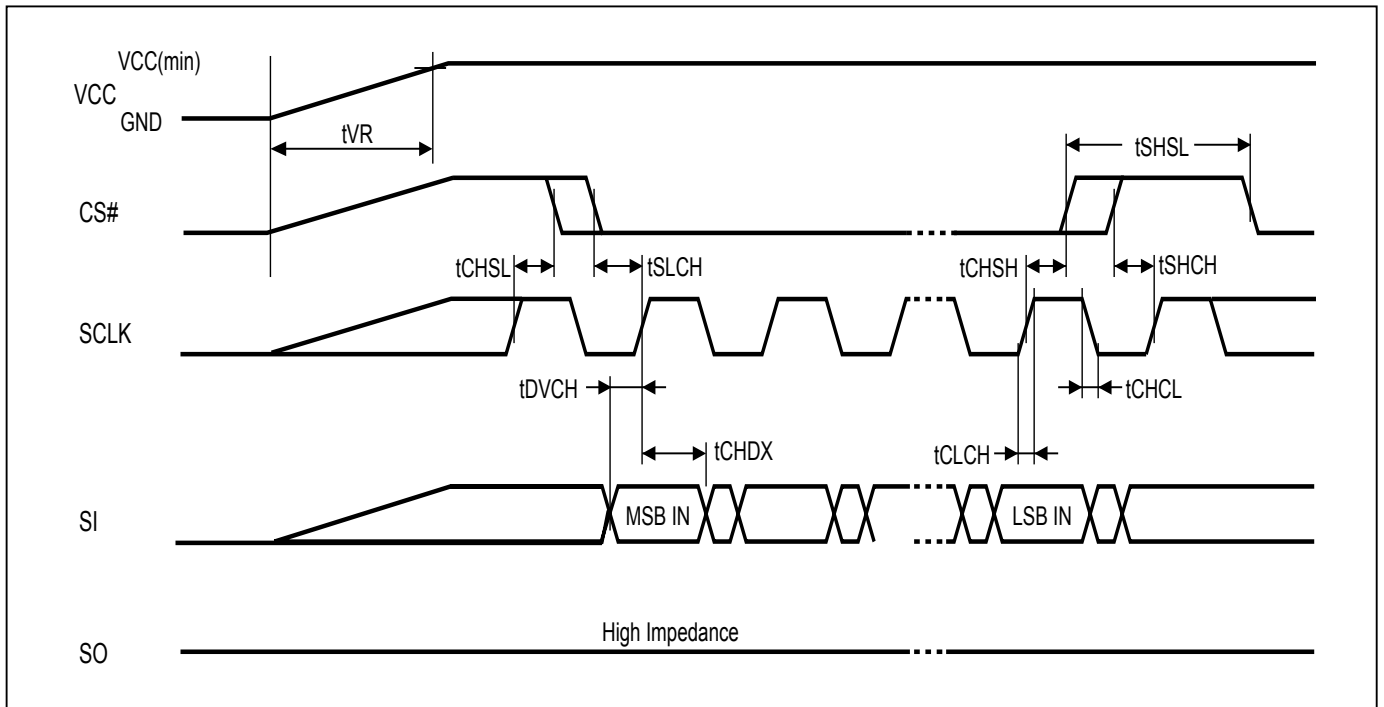 VCC(min)
VCC
GND
tVR
tSHSL
CS#
tCHSL
tSLCH
tCHSH
tSHCH
SCLK
tDVCH
tCHCL
tCHDX
tCLCH
SI
MSB IN
LSB IN
High Impedance
SO